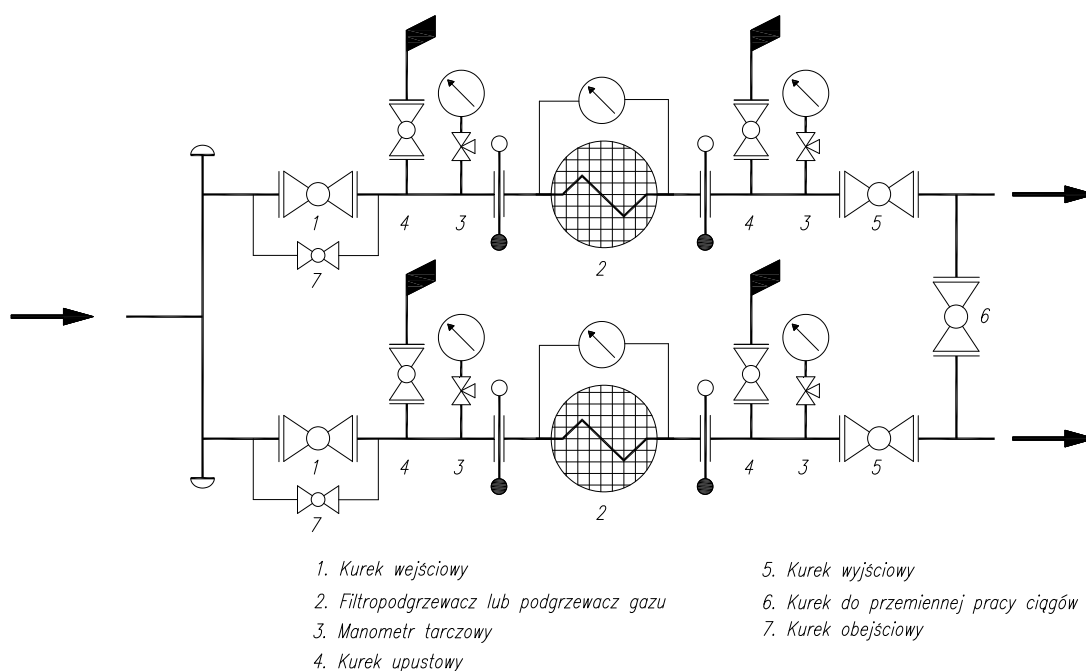 1
4
3
2
4
3
5
7
6
1
4
3
2
4
3
5
7
1. Kurek wejściowy
2. Filtropodgrzewacz lub podgrzewacz gazu
3. Manometr tarczowy
4. Kurek upustowy
5. Kurek wyjściowy
6. Kurek do przemiennej pracy ciągów
7. Kurek obejściowy